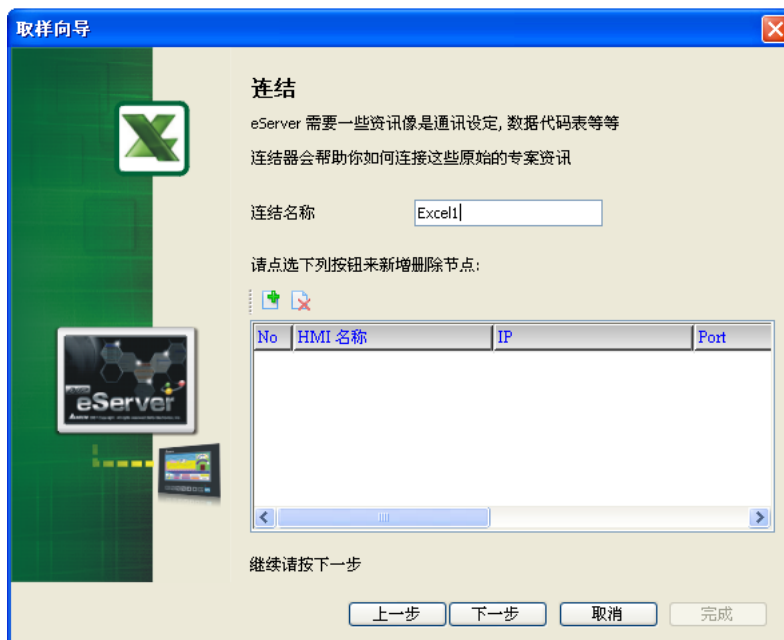 取样向导
连结
eServer 需要一些资讯像是通讯设定, 数据代码表等等
连结器会帮助你如何连接这些原始的专案资讯
连结名称
Excel1
请点选下列按钮来新增删除节点:
No HMI 名称 IP Port
eServer
继续请按下一步
上一步 下一步 取消 完成